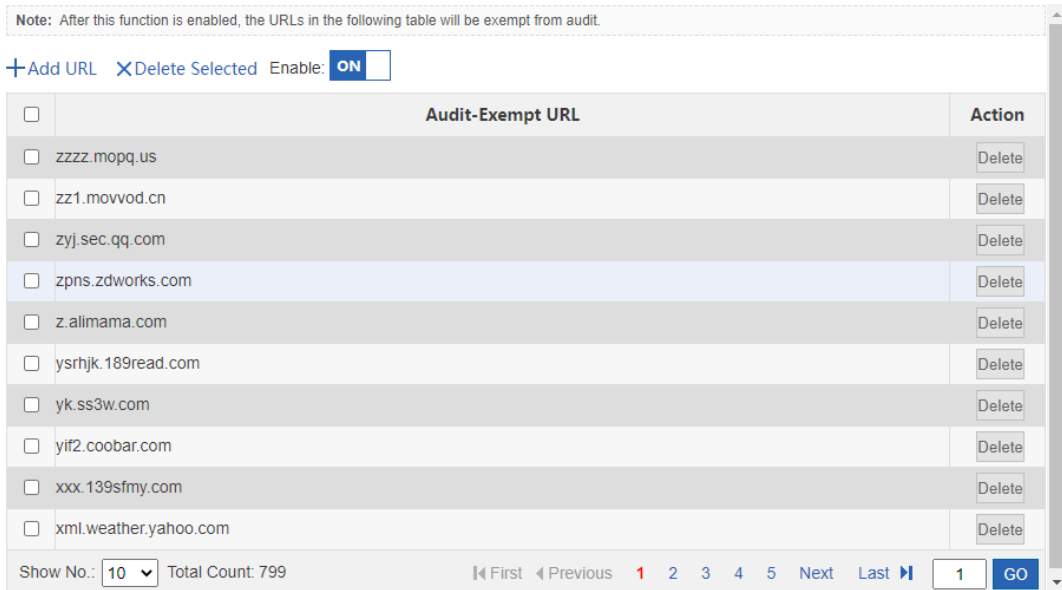 Note: After this function is enabled, the URLs in the following table will be exempt from audit.
Add URL Delete Selected Enable: ON
Audit-Exempt URL Action
zzzz.mopq.us Delete
zz1.movvod.cn Delete
zyj.sec.qq.com Delete
zpns.zdworks.com Delete
z.alimama.com Delete
ysrhjk.189read.com Delete
yk.ss3w.com Delete
yif2.coobar.com Delete
xxx.139sfmy.com Delete
xml.weather.yahoo.com Delete
Show No.: 10 Total Count: 799 First Previous 1 2 3 4 5 Next Last 1 GO